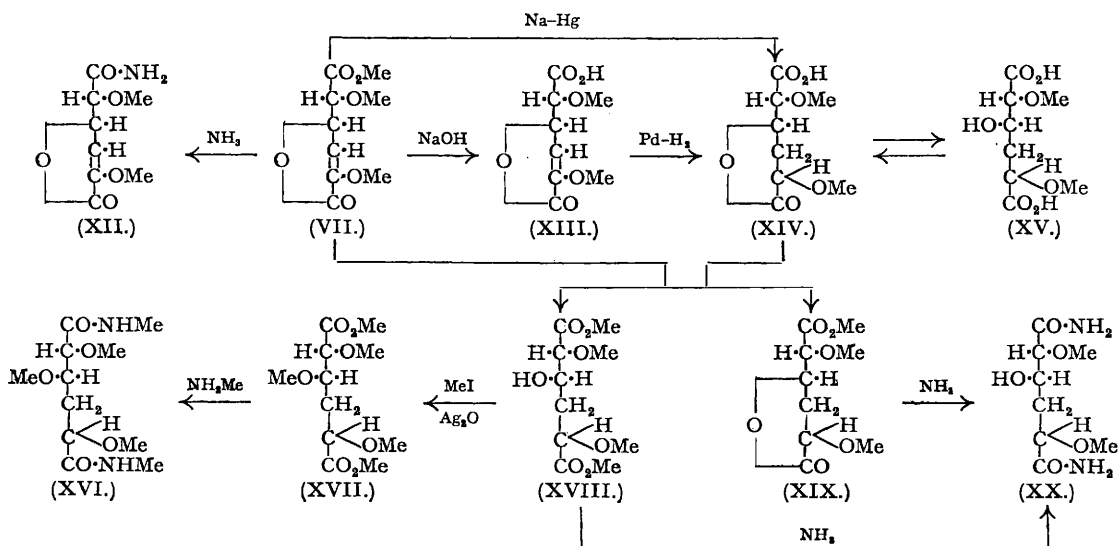 Na–Hg
CO·NH₂ CO₂Me CO₂H CO₂H CO₂H
H·C·OMe H·C·OMe H·C·OMe H·C·OMe H·C·OMe
C·H C·H C·H C·H HO·C·H
NH₃ NaOH Pd–H₂
C·H C·H C·H CH₂ CH₂
O O O O
C·OMe C·OMe C·OMe C H OMe C H OMe
CO CO CO CO CO₂H
(XII.) (VII.) (XIII.) (XIV.) (XV.)
CO·NHMe CO₂Me CO₂Me CO₂Me CO·NH₂
H·C·OMe H·C·OMe H·C·OMe H·C·OMe H·C·OMe
MeO·C·H MeO·C·H HO·C·H C·H HO·C·H
NH₂Me MeI NH₃
Ag₂O
CH₂ CH₂ CH₂ CH₂ CH₂
O
C H OMe C H OMe C H OMe C H OMe C H OMe
CO·NHMe CO₂Me CO₂Me CO CO·NH₂
(XVI.) (XVII.) (XVIII.) (XIX.) (XX.)
NH₃